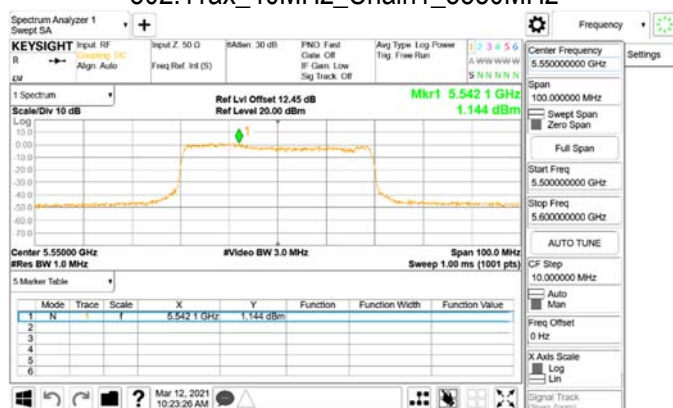 Spectrum Analyzer 1
Swept SA
Frequency
KEYSIGHT
Input: RF
Coupling: DC
Align: Auto
Input Z: 50 Ω
Freq Ref: Int (S)
#Atten: 30 dB
PNO: Fast
Gate: Off
IF Gain: Low
Sig Track: Off
Avg Type: Log-Power
Trig: Free Run
1 2 3 4 5 6
A W W W W W
S N N N N N
R
Center Frequency
5.550000000 GHz
Settings
1 Spectrum
Scale/Div 10 dB
Ref Lvl Offset 12.45 dB
Ref Level 20.00 dBm
Mkr1 5.542 1 GHz
1.144 dBm
Span
100.000000 MHz
Swept Span
Zero Span
Full Span
Start Freq
5.500000000 GHz
Stop Freq
5.600000000 GHz
AUTO TUNE
CF Step
10.000000 MHz
Auto
Man
Freq Offset
0 Hz
X Axis Scale
Log
Lin
Signal Track
Log
10.0
0.00
-10.0
-20.0
-30.0
-40.0
-50.0
-60.0
-70.0
1
Center 5.55000 GHz
#Res BW 1.0 MHz
#Video BW 3.0 MHz
Span 100.0 MHz
Sweep 1.00 ms (1001 pts)
5 Marker Table
Mode Trace Scale X Y Function Function Width Function Value
1 N 1 f 5.542 1 GHz 1.144 dBm
2
3
4
5
6
Mar 12, 2021
10:23:26 AM